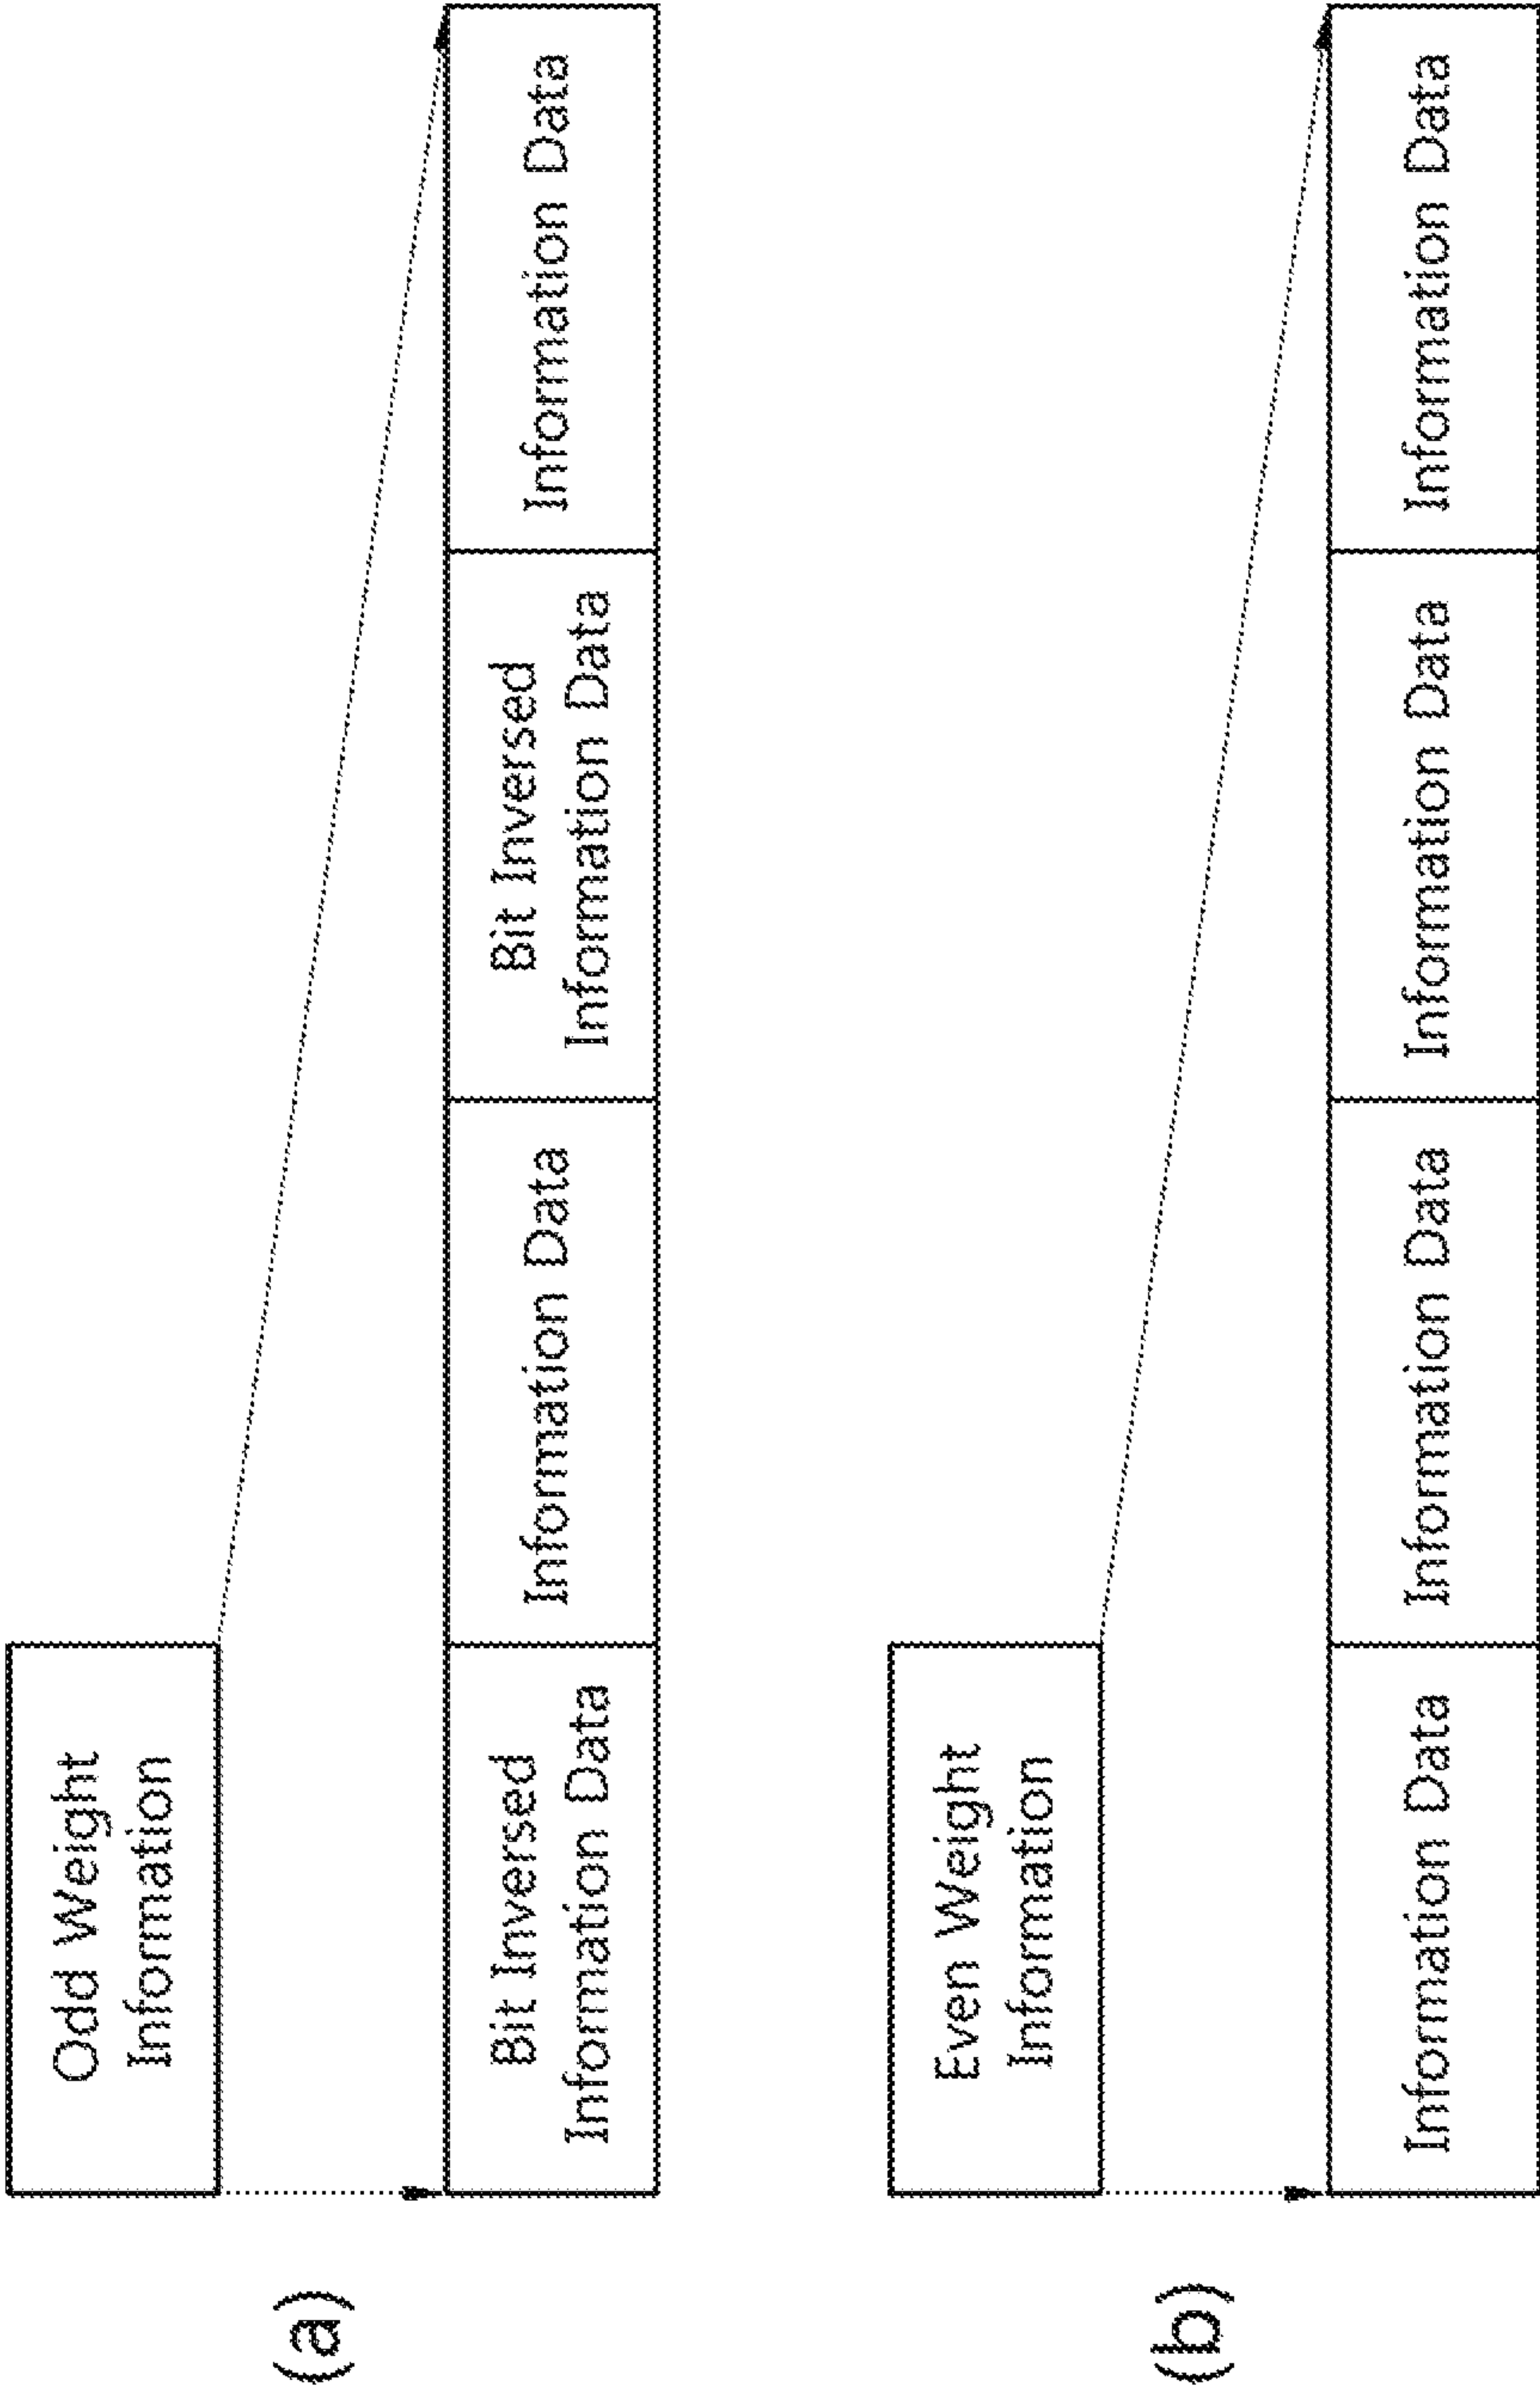 (a)
Odd Weight
Information
Bit Inversed
Information Data
Information Data
Bit Inversed
Information Data
Information Data
(b)
Even Weight
Information
Information Data
Information Data
Information Data
Information Data